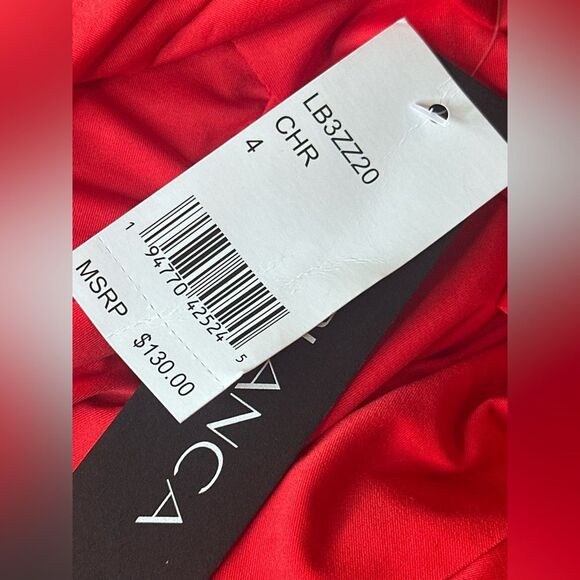 LB3ZZ20
CHR
4
1 94770 42524 5
MSRP
$130.00
ANCA